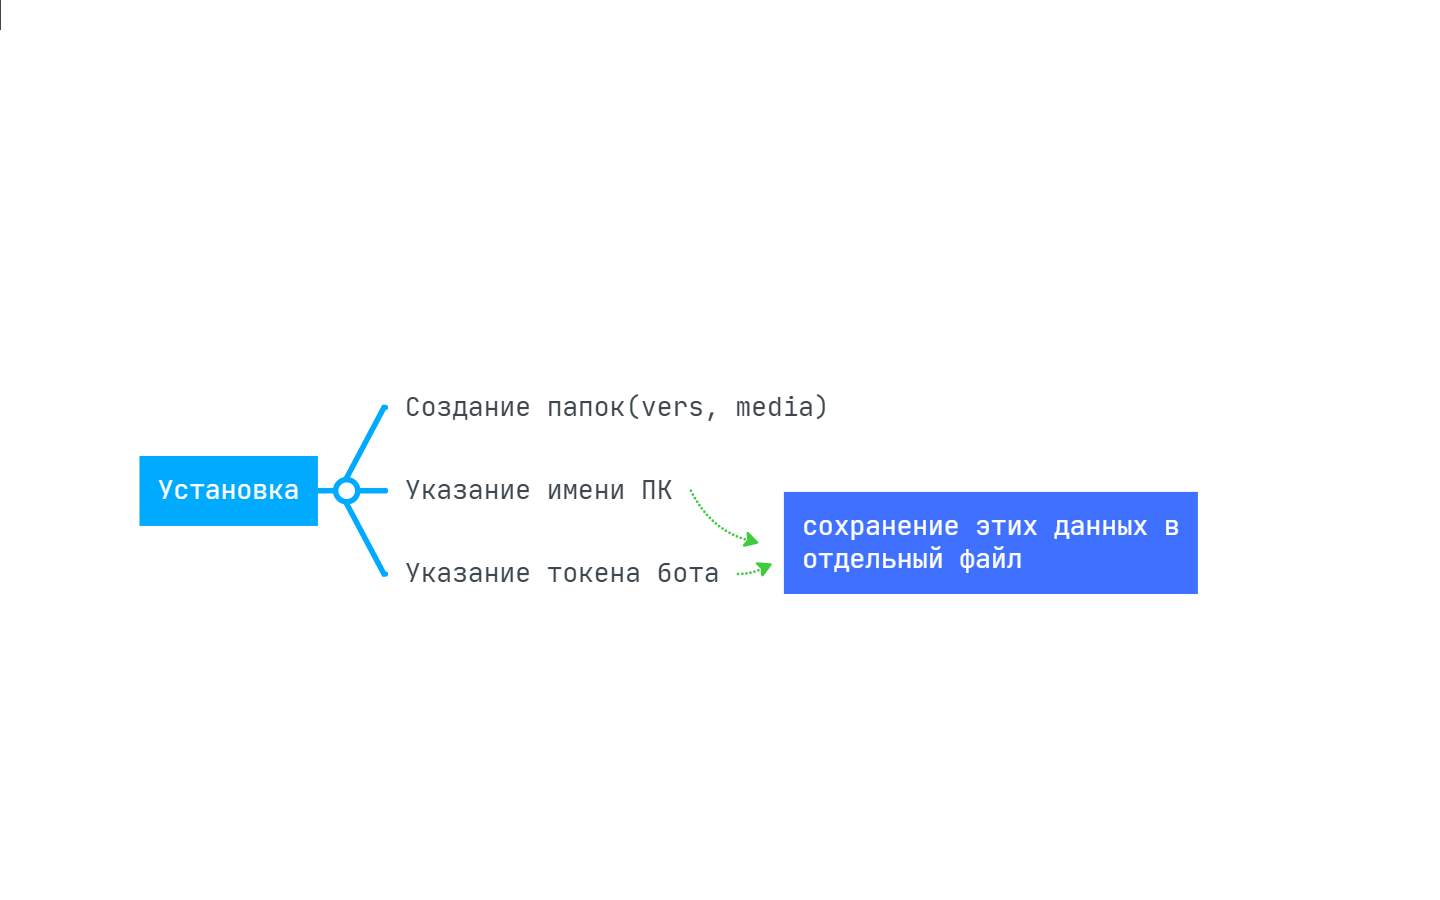 Создание папок(vers, media)
Установка
Указание имени ПК
сохранение этих данных в
отдельный файл
Указание токена бота